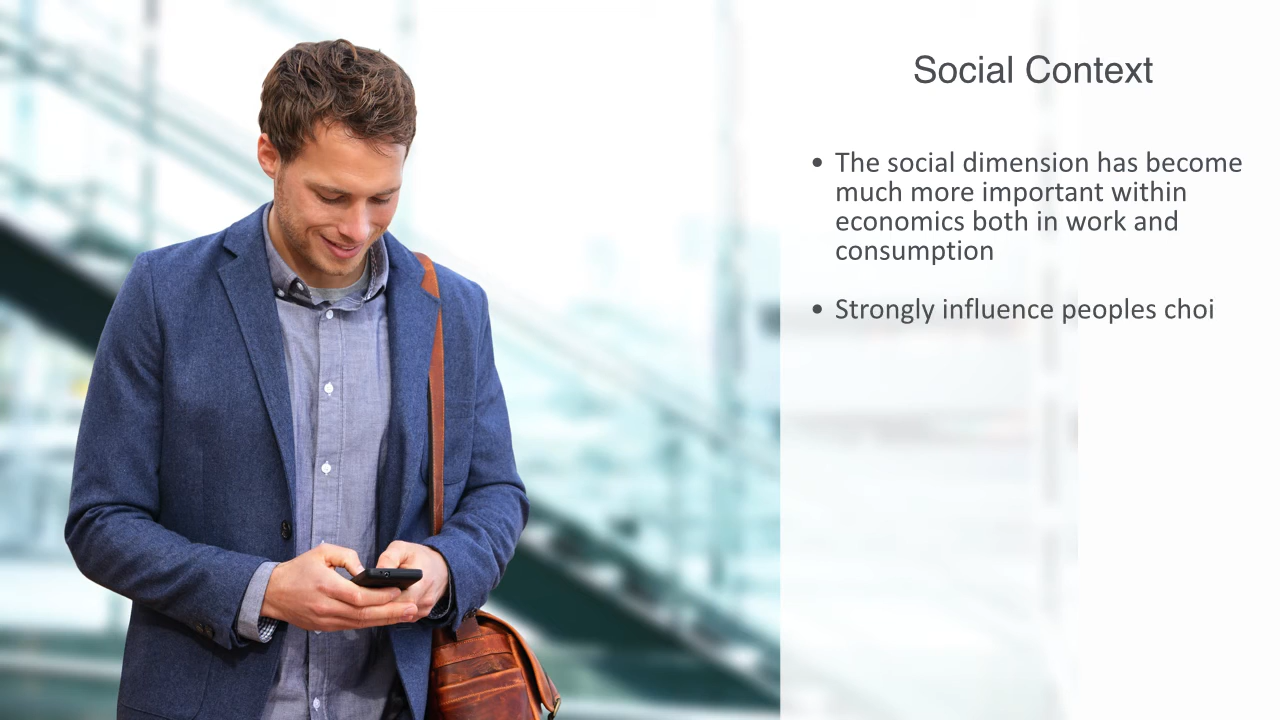 Social Context
• The social dimension has become
much more important within
economics both in work and
consumption
• Strongly influence peoples choi